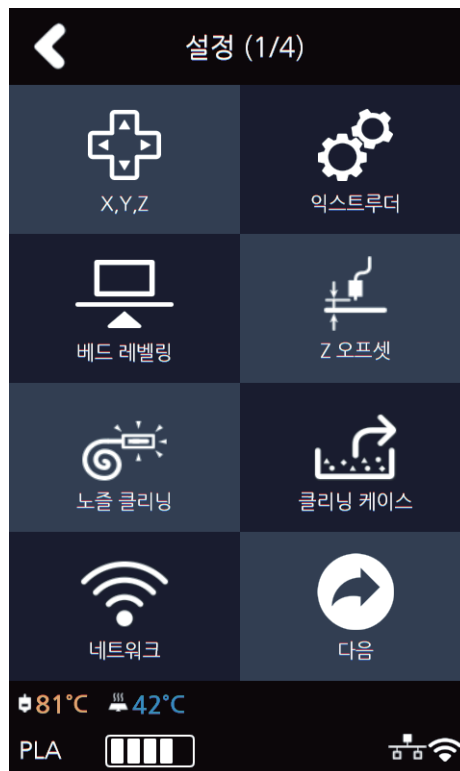 설정 (1/4)
X,Y,Z
익스트루더
베드 레벨링
Z 오프셋
노즐 클리닝
클리닝 케이스
네트워크
다음
81°C 42°C
PLA